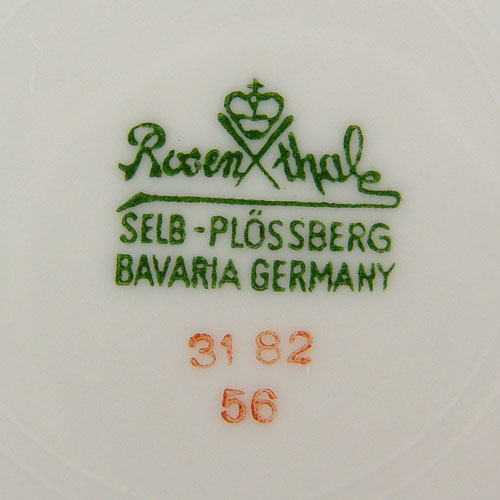 Rosenthal
SELB-PLÖSSBERG
BAVARIA GERMANY
31 82
56